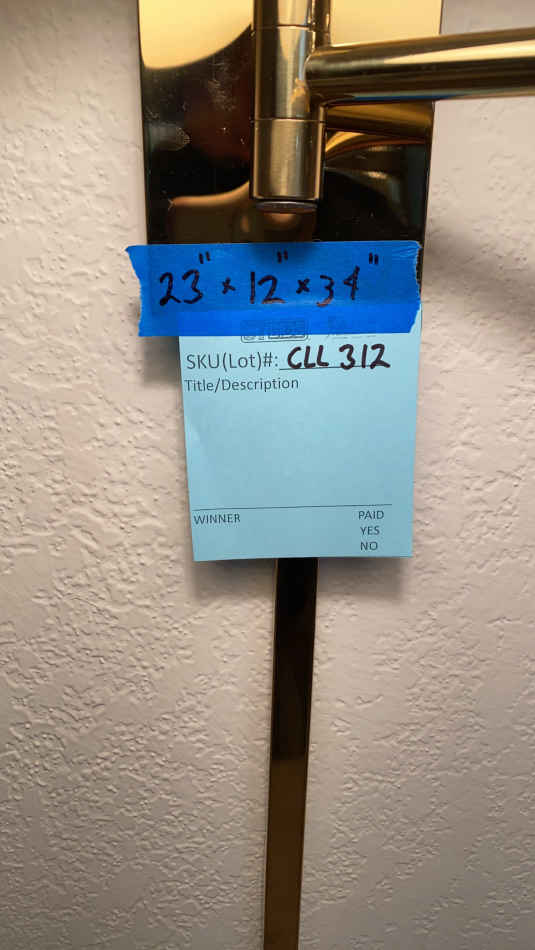 23" x 12" x 34"
SKU(Lot)#: CLL 312
Title/Description
WINNER
PAID
YES
NO